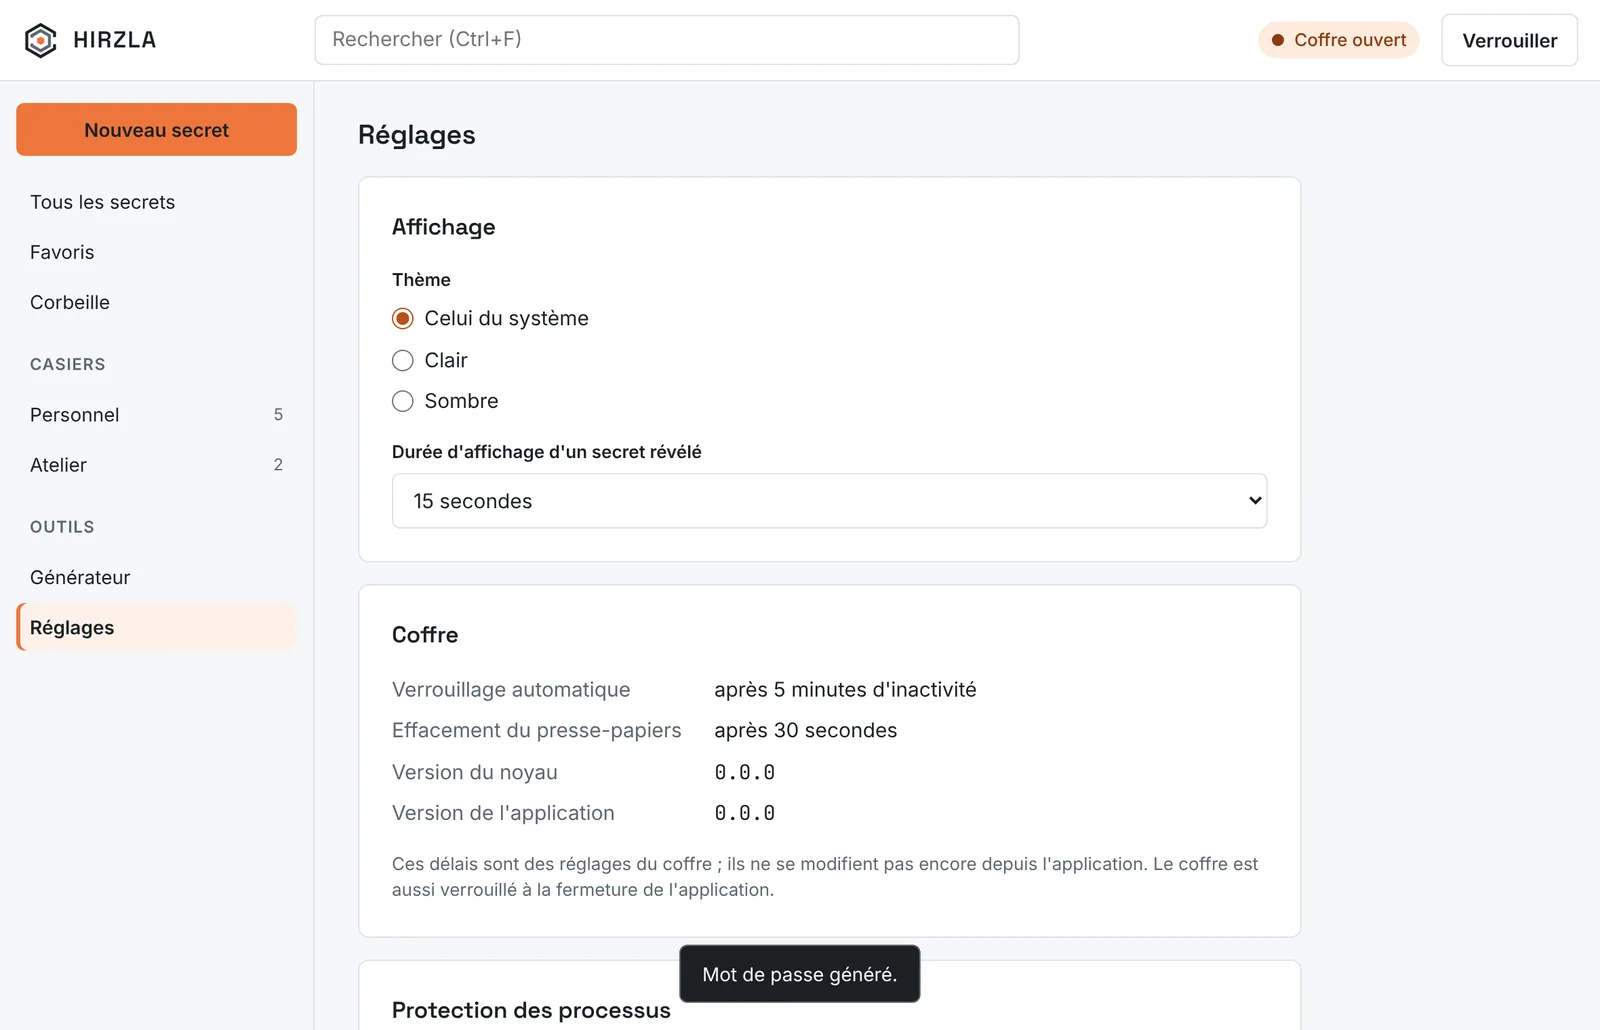 HIRZLA
Rechercher (Ctrl+F)
Coffre ouvert
Verrouiller
Nouveau secret
Tous les secrets
Favoris
Corbeille
CASIERS
Personnel 5
Atelier 2
OUTILS
Générateur
Réglages
Réglages
Affichage
Thème
Celui du système
Clair
Sombre
Durée d'affichage d'un secret révélé
15 secondes
Coffre
Verrouillage automatique après 5 minutes d'inactivité
Effacement du presse-papiers après 30 secondes
Version du noyau 0.0.0
Version de l'application 0.0.0
Ces délais sont des réglages du coffre ; ils ne se modifient pas encore depuis l'application. Le coffre est
aussi verrouillé à la fermeture de l'application.
Mot de passe généré.
Protection des processus